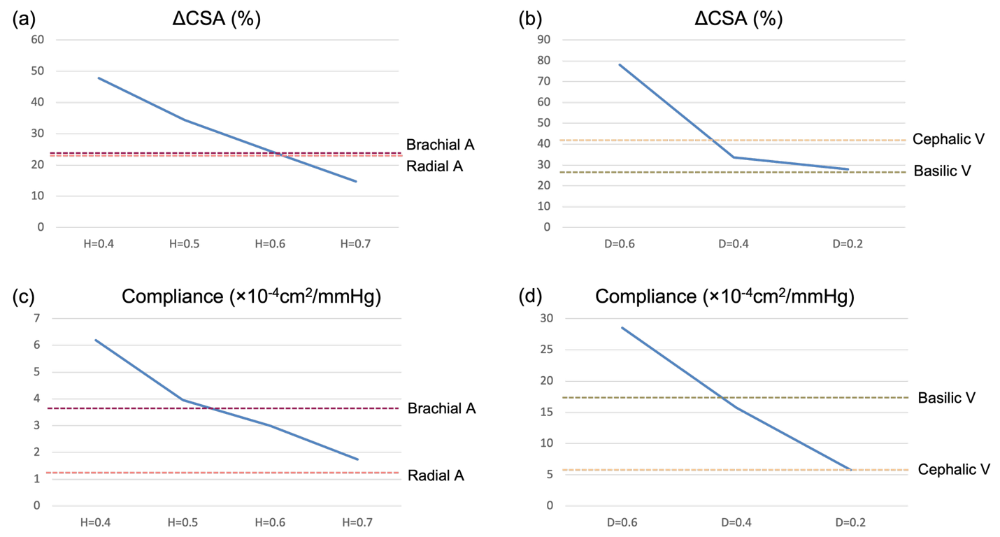 (a) ΔCSA (%)
60
50
40
30
20
10
0
Brachial A
Radial A
H=0.4 H=0.5 H=0.6 H=0.7
(b) ΔCSA (%)
90
80
70
60
50
40
30
20
10
0
Cephalic V
Basilic V
D=0.6 D=0.4 D=0.2
(c) Compliance (×10⁻⁴cm²/mmHg)
7
6
5
4
3
2
1
0
Brachial A
Radial A
H=0.4 H=0.5 H=0.6 H=0.7
(d) Compliance (×10⁻⁴cm²/mmHg)
30
25
20
15
10
5
0
Basilic V
Cephalic V
D=0.6 D=0.4 D=0.2